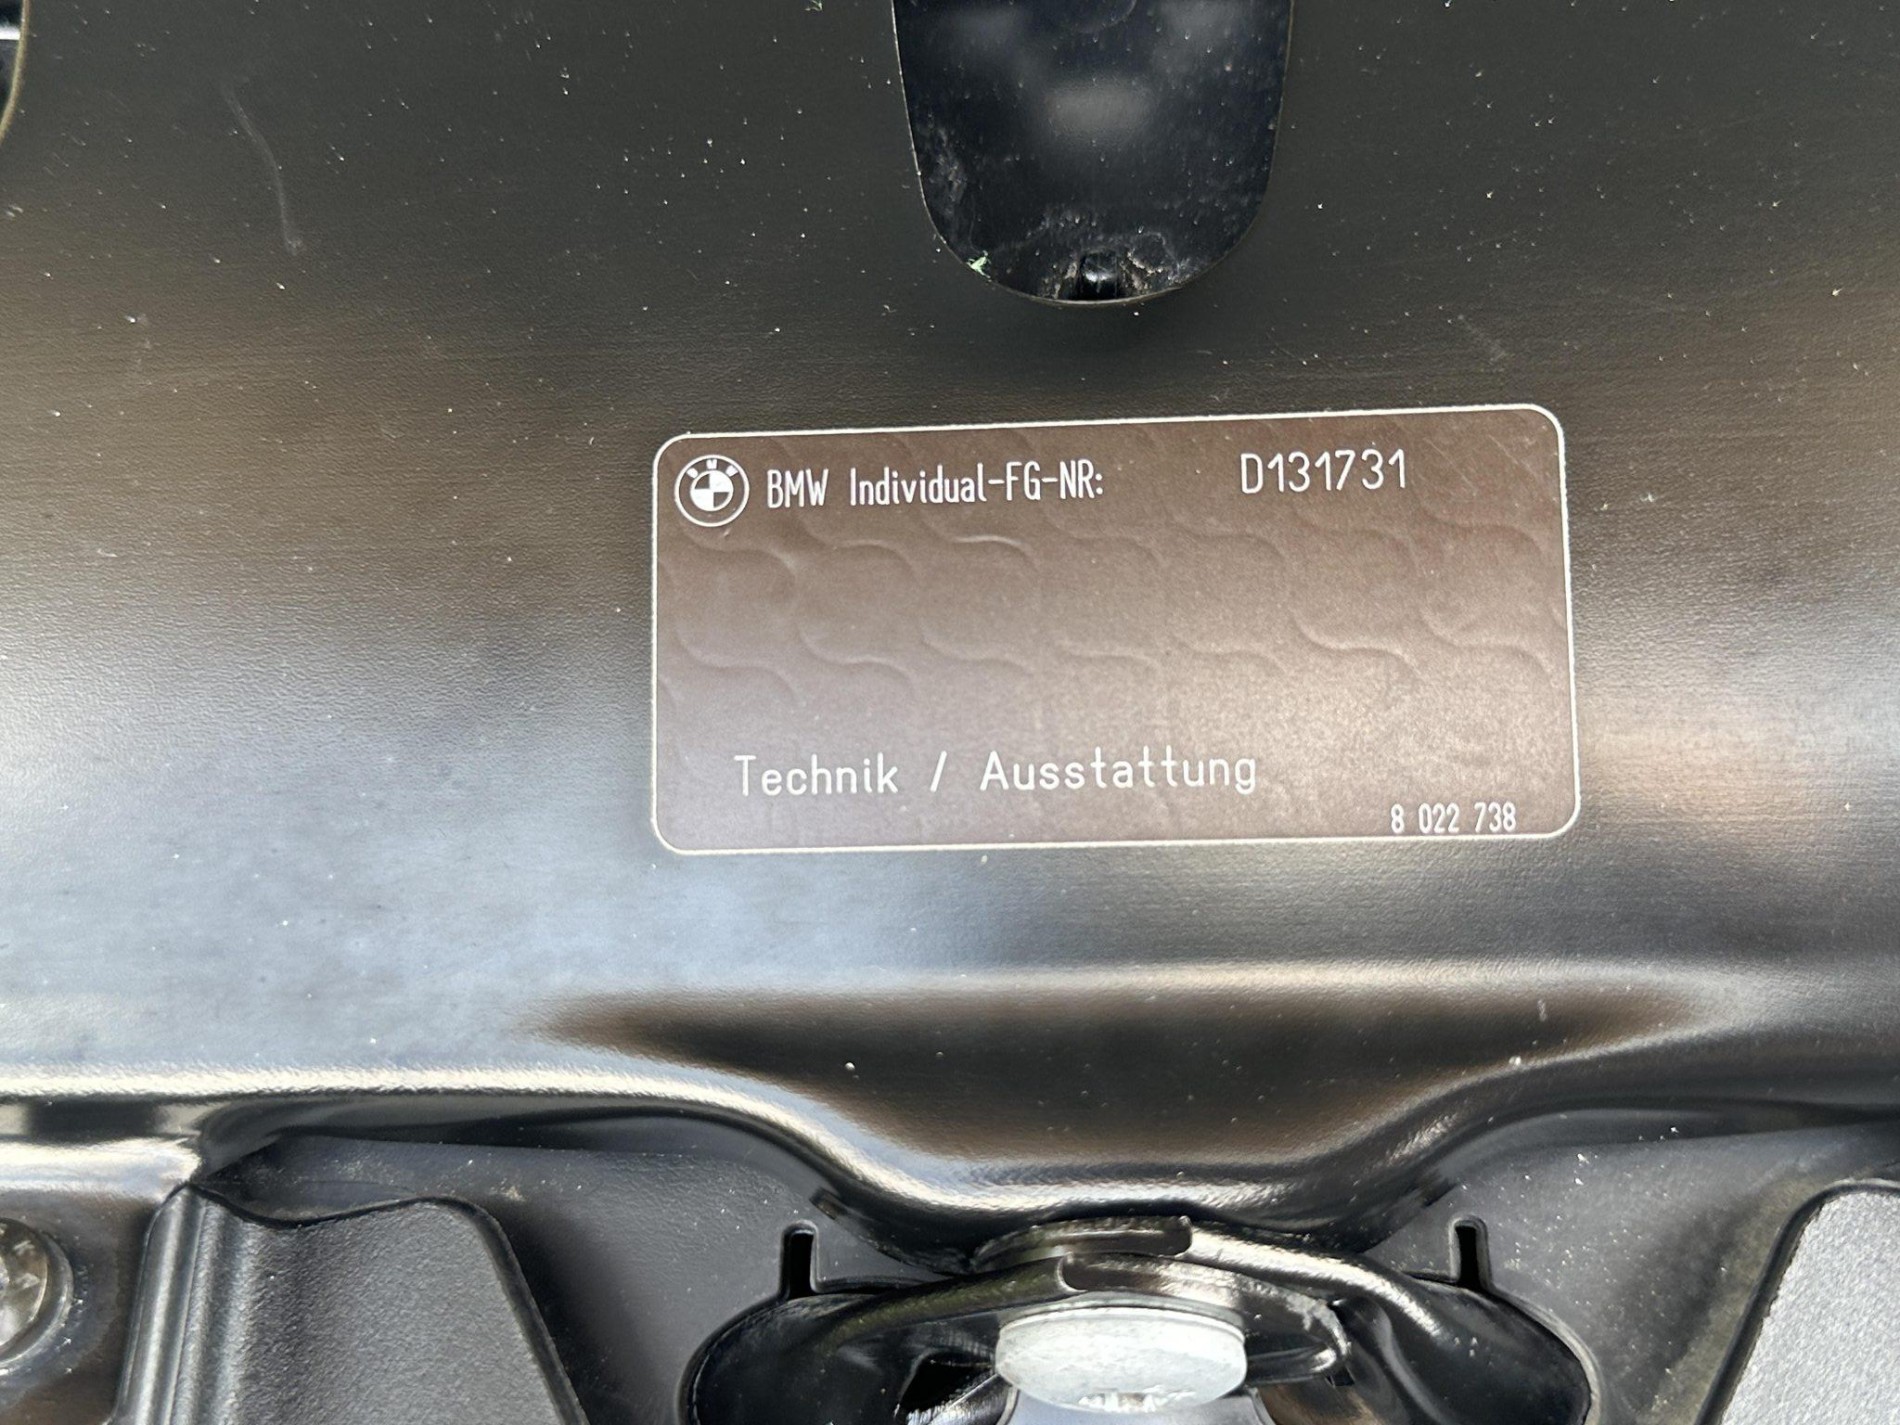 BMW Individual-FG-NR: D131731
Technik / Ausstattung
8 022 738